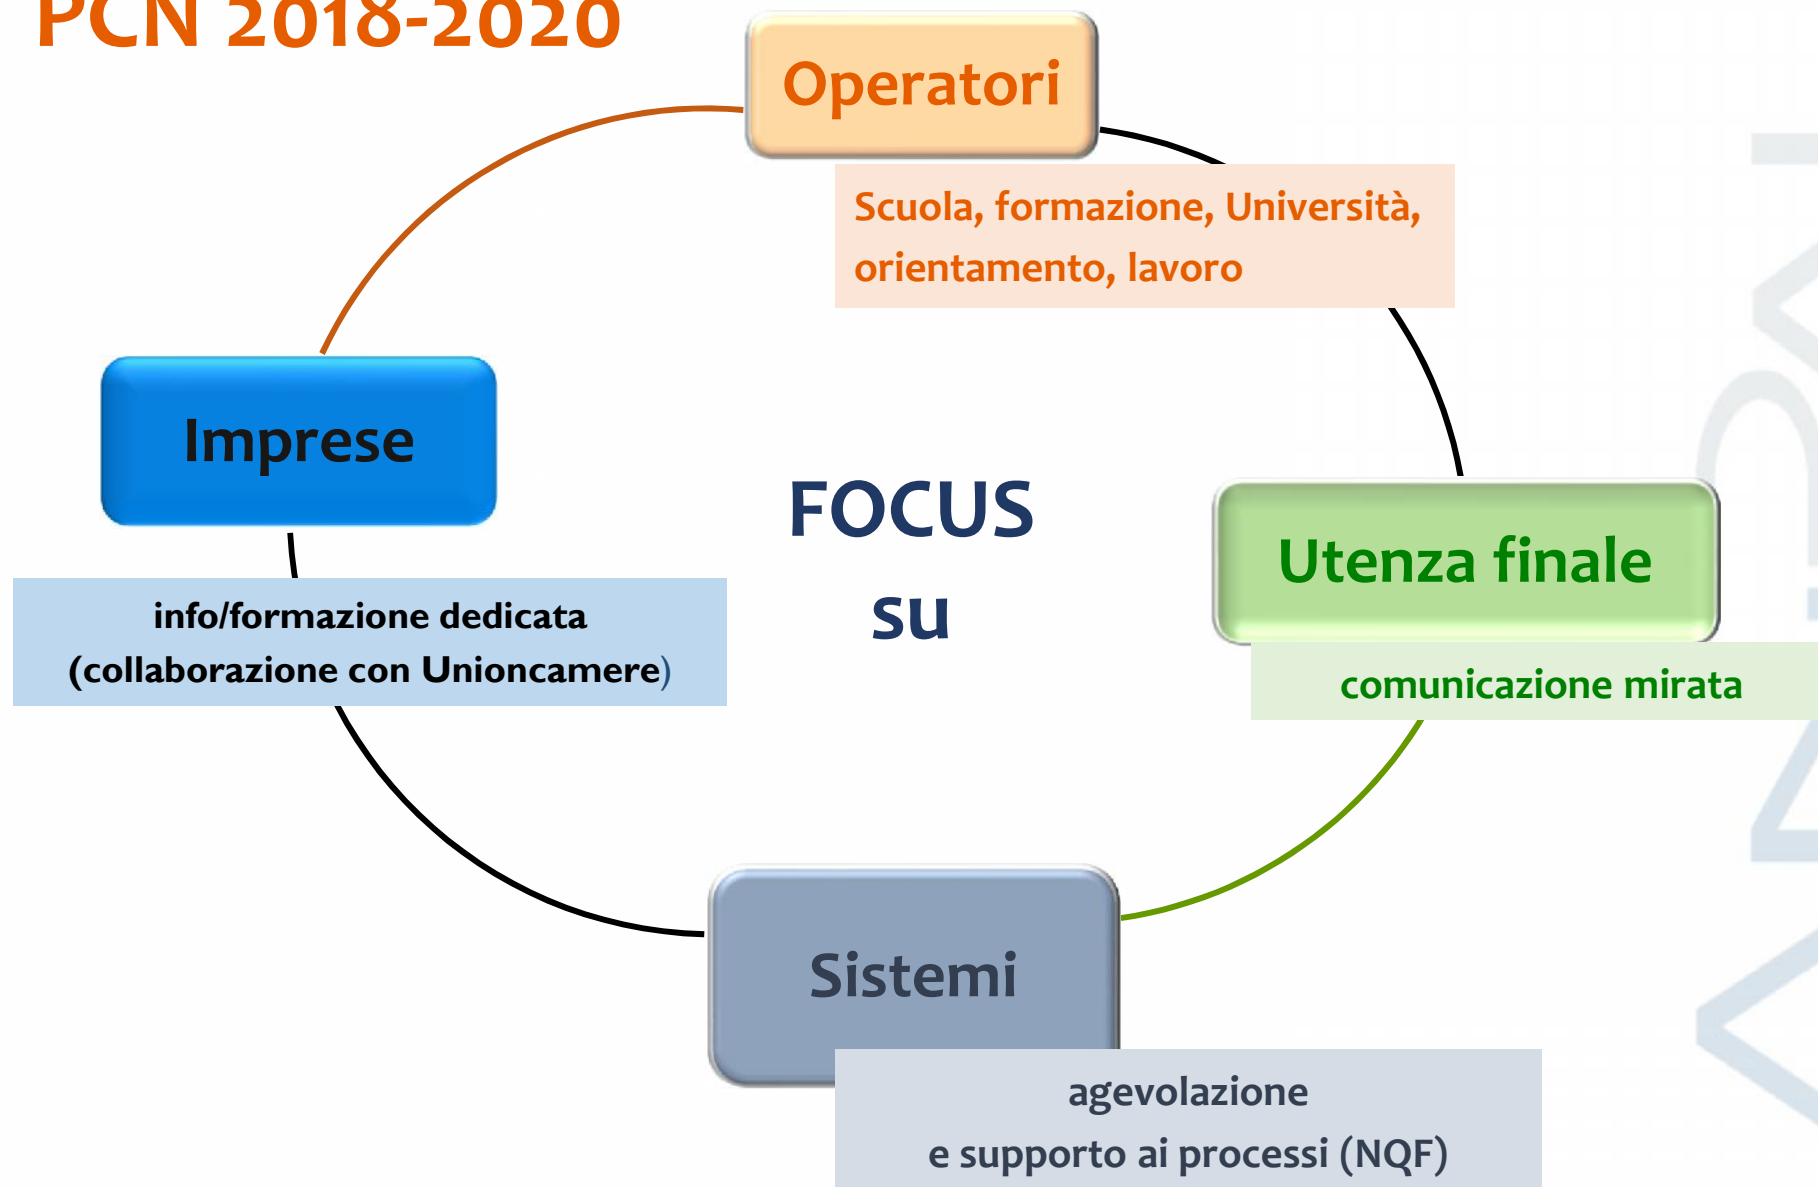 PCN 2018-2020
Operatori
Scuola, formazione, Università,
orientamento, lavoro
Imprese
info/formazione dedicata
(collaborazione con Unioncamere)
FOCUS
su
Utenza finale
comunicazione mirata
Sistemi
agevolazione
e supporto ai processi (NQF)